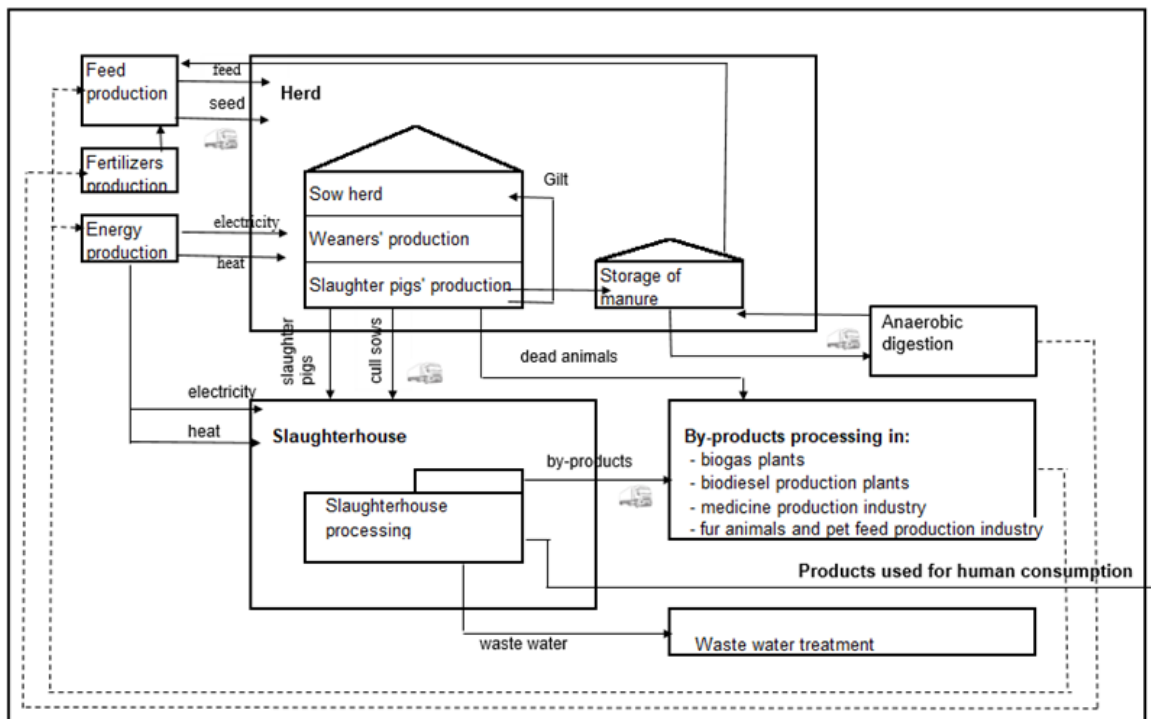 Feed
production
feed
seed
Herd
Fertilizers
production
Energy
production
electricity
heat
Sow herd
Weaners' production
Slaughter pigs' production
Gilt
Storage of
manure
Anaerobic
digestion
slaughter
pigs
cull sows
dead animals
electricity
heat
Slaughterhouse
Slaughterhouse
processing
by-products
By-products processing in:
- biogas plants
- biodiesel production plants
- medicine production industry
- fur animals and pet feed production industry
Products used for human consumption
waste water
Waste water treatment